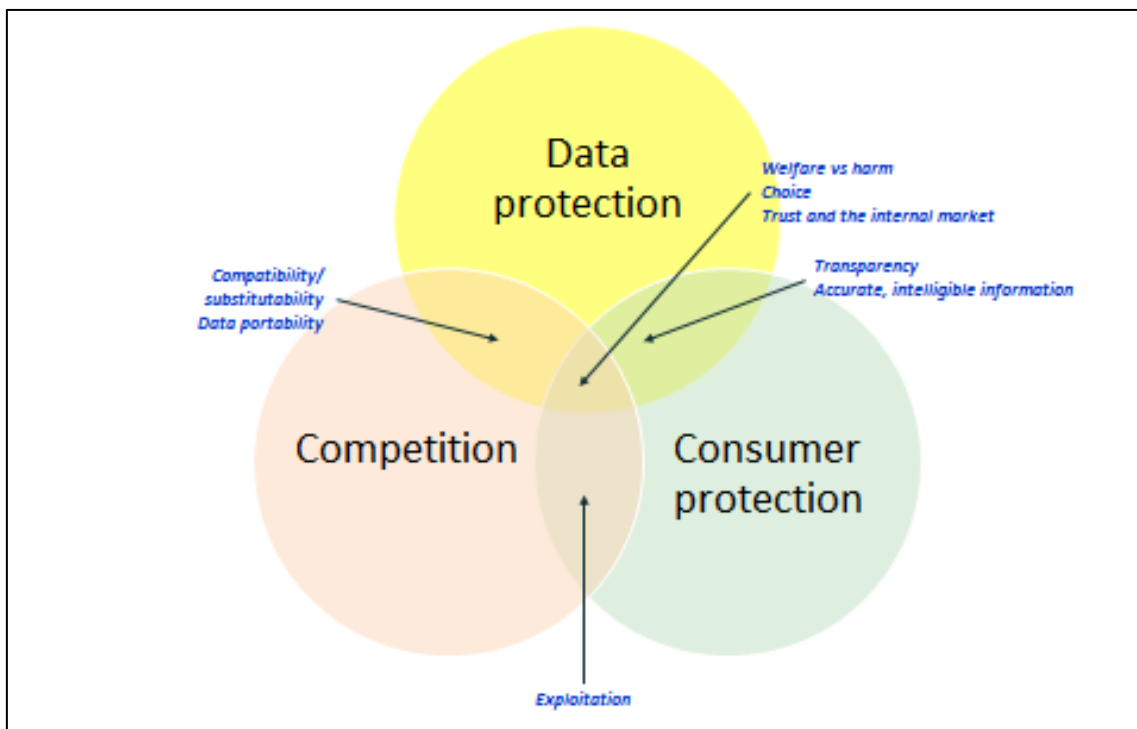 Data
protection
Welfare vs harm
Choice
Trust and the internal market
Transparency
Accurate, intelligible information
Compatibility/
substitutability
Data portability
Competition
Consumer
protection
Exploitation